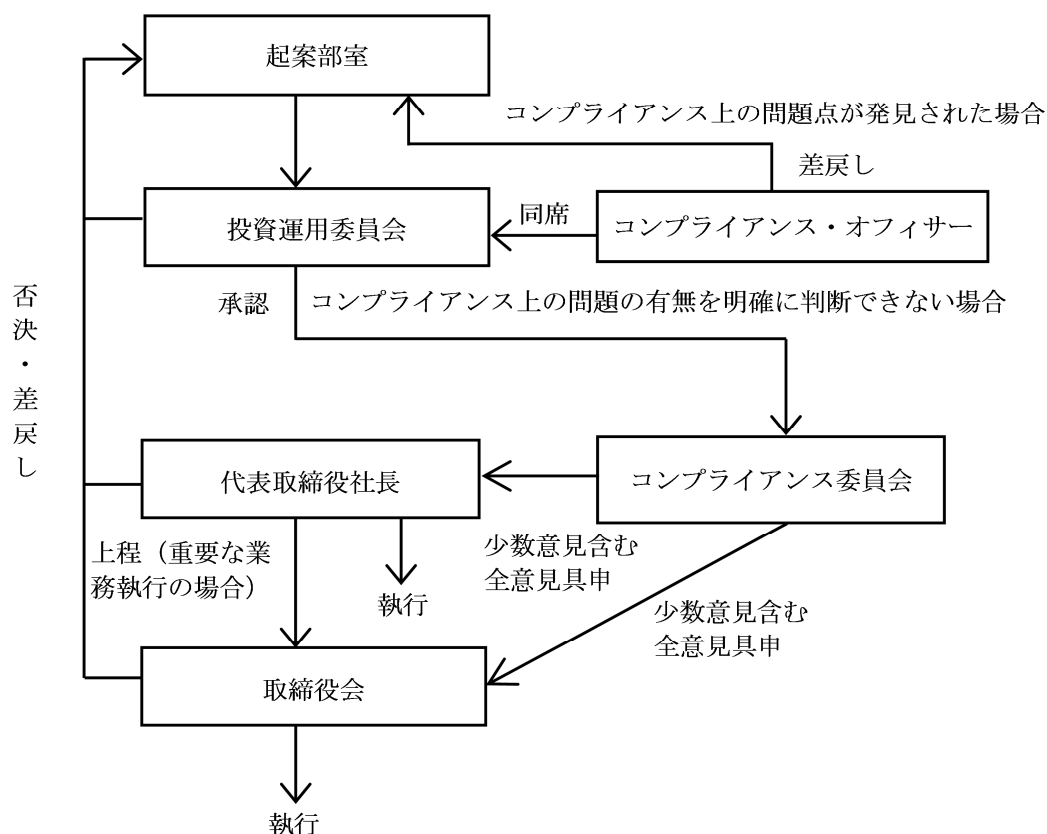 起案部室
コンプライアンス上の問題点が発見された場合
差戻し
投資運用委員会
同席
コンプライアンス・オフィサー
否決・差戻し
承認
コンプライアンス上の問題の有無を明確に判断できない場合
代表取締役社長
コンプライアンス委員会
上程（重要な業
務執行の場合）
執行
少数意見含む
全意見具申
少数意見含む
全意見具申
取締役会
執行